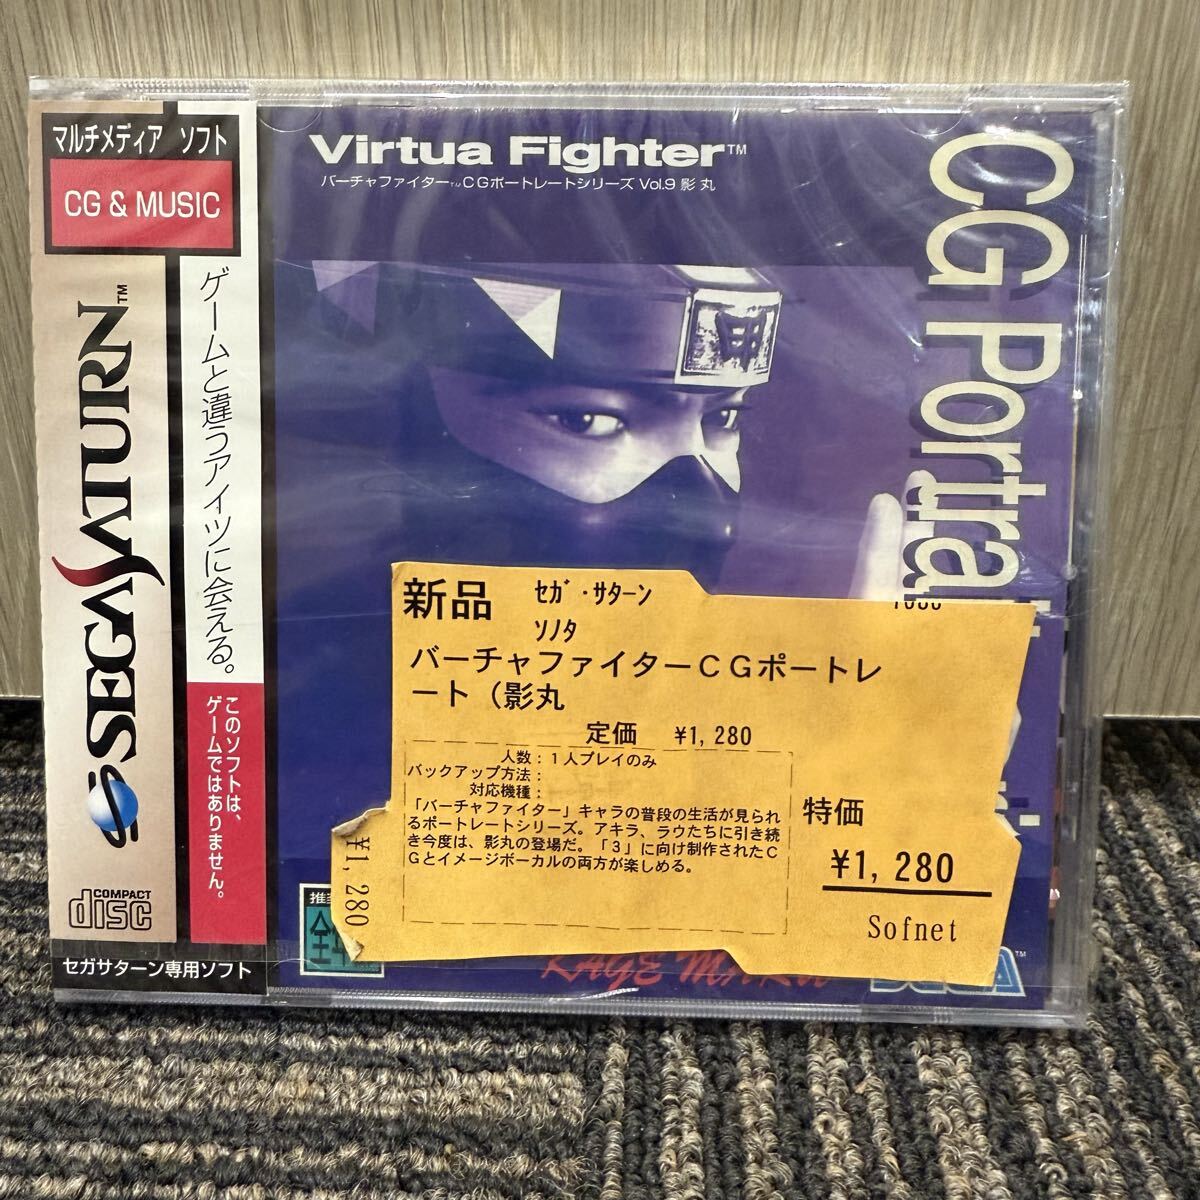 マルチメディア ソフト
CG & MUSIC
SEGA SATURN™
ゲームと違うアイツに会える。
このソフトは、
ゲームではありません。
COMPACT
disc
セガサターン専用ソフト
Virtua Fighter™
バーチャファイター™CGポートレートシリーズ Vol.9 影丸
CG Portrai
新品
ｾｶﾞ・ｻﾀｰﾝ
ｿﾉﾀ
バーチャファイターＣＧポートレ
ート（影丸
定価 ¥1,280
人数：１人プレイのみ
バックアップ方法：
対応機種：
「バーチャファイター」キャラの普段の生活が見られ
るポートレートシリーズ。アキラ、ラウたちに引き続
き今度は、影丸の登場だ。「３」に向け制作されたＣ
ＧとイメージボーカルのＲ方が楽しめる。
特価
¥1,280
Sofnet
¥1,280
KAGE MARU
SEGA™